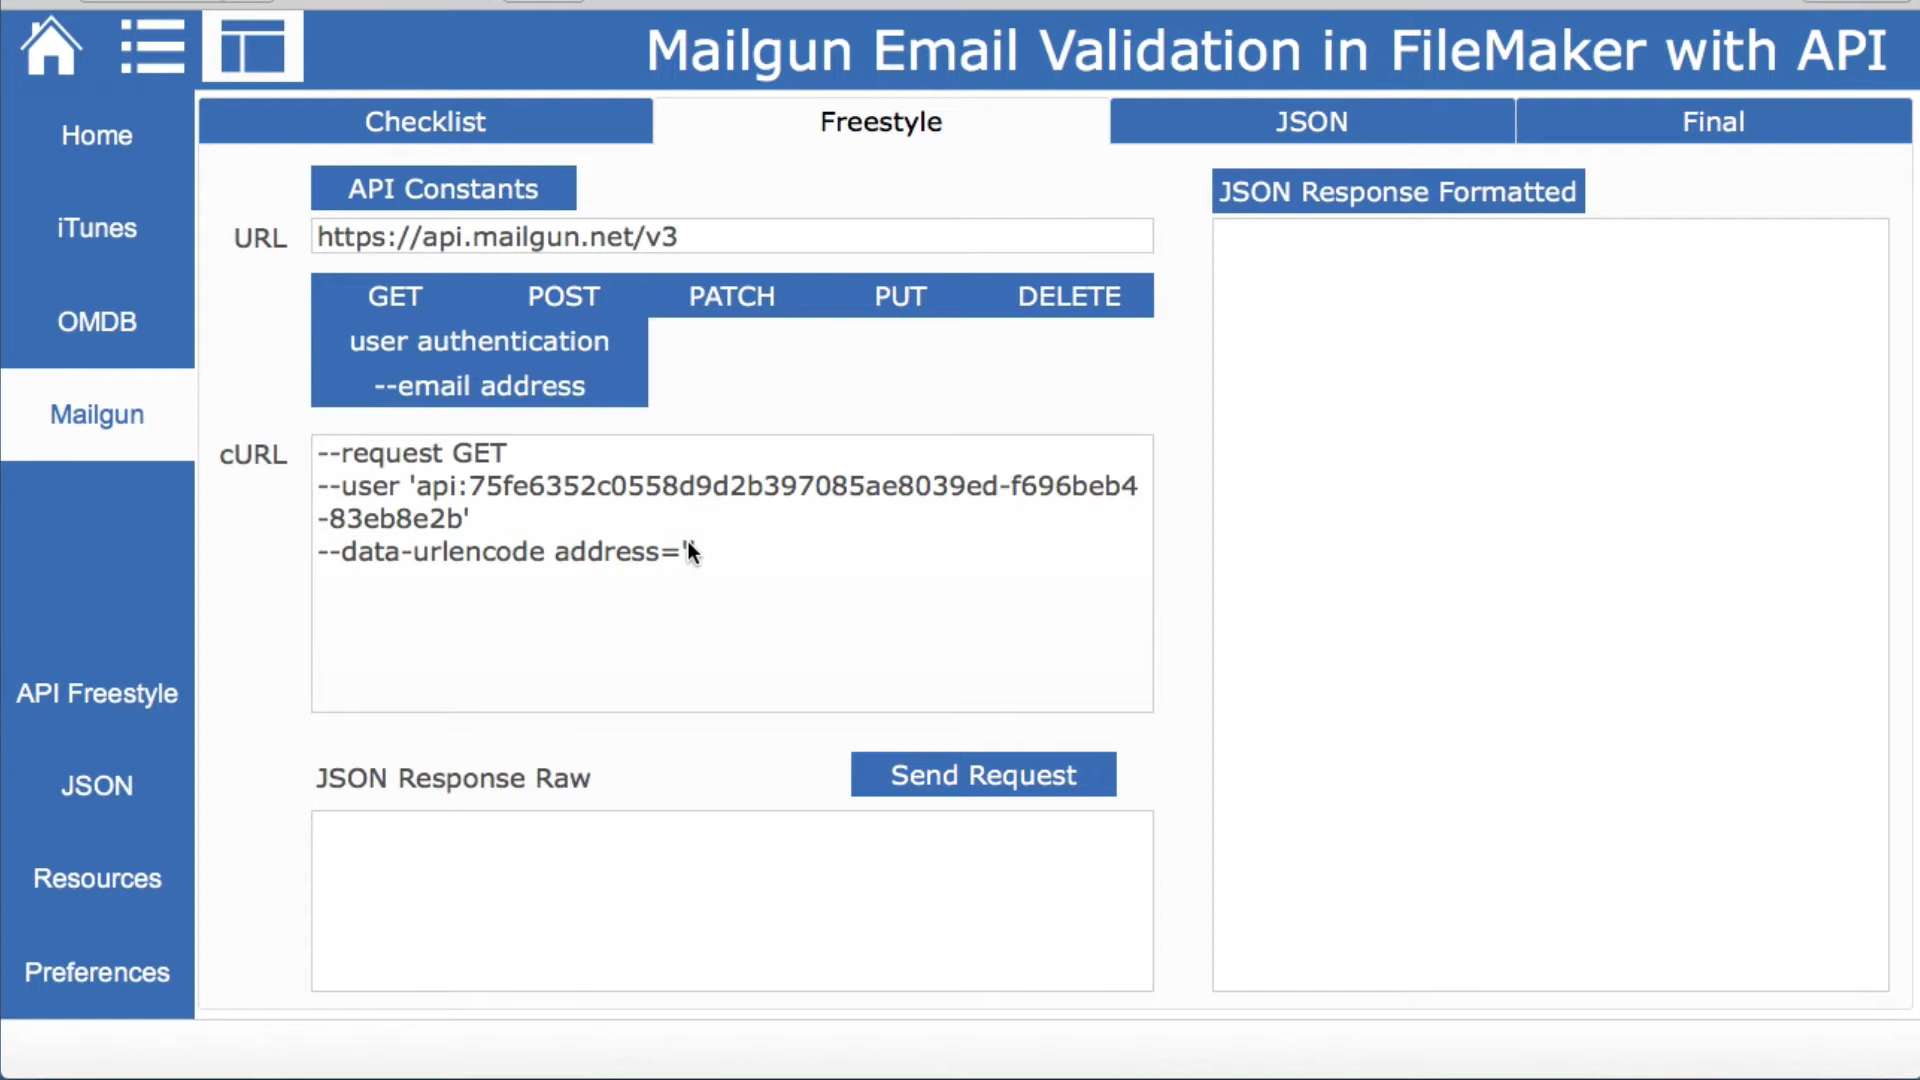 Mailgun Email Validation in FileMaker with API
Home
iTunes
OMDB
Mailgun
API Freestyle
JSON
Resources
Preferences
Checklist
Freestyle
JSON
Final
API Constants
URL
https://api.mailgun.net/v3
GET
POST
PATCH
PUT
DELETE
user authentication
--email address
cURL
--request GET
--user 'api:75fe6352c0558d9d2b397085ae8039ed-f696beb4
-83eb8e2b'
--data-urlencode address='
JSON Response Raw
Send Request
JSON Response Formatted